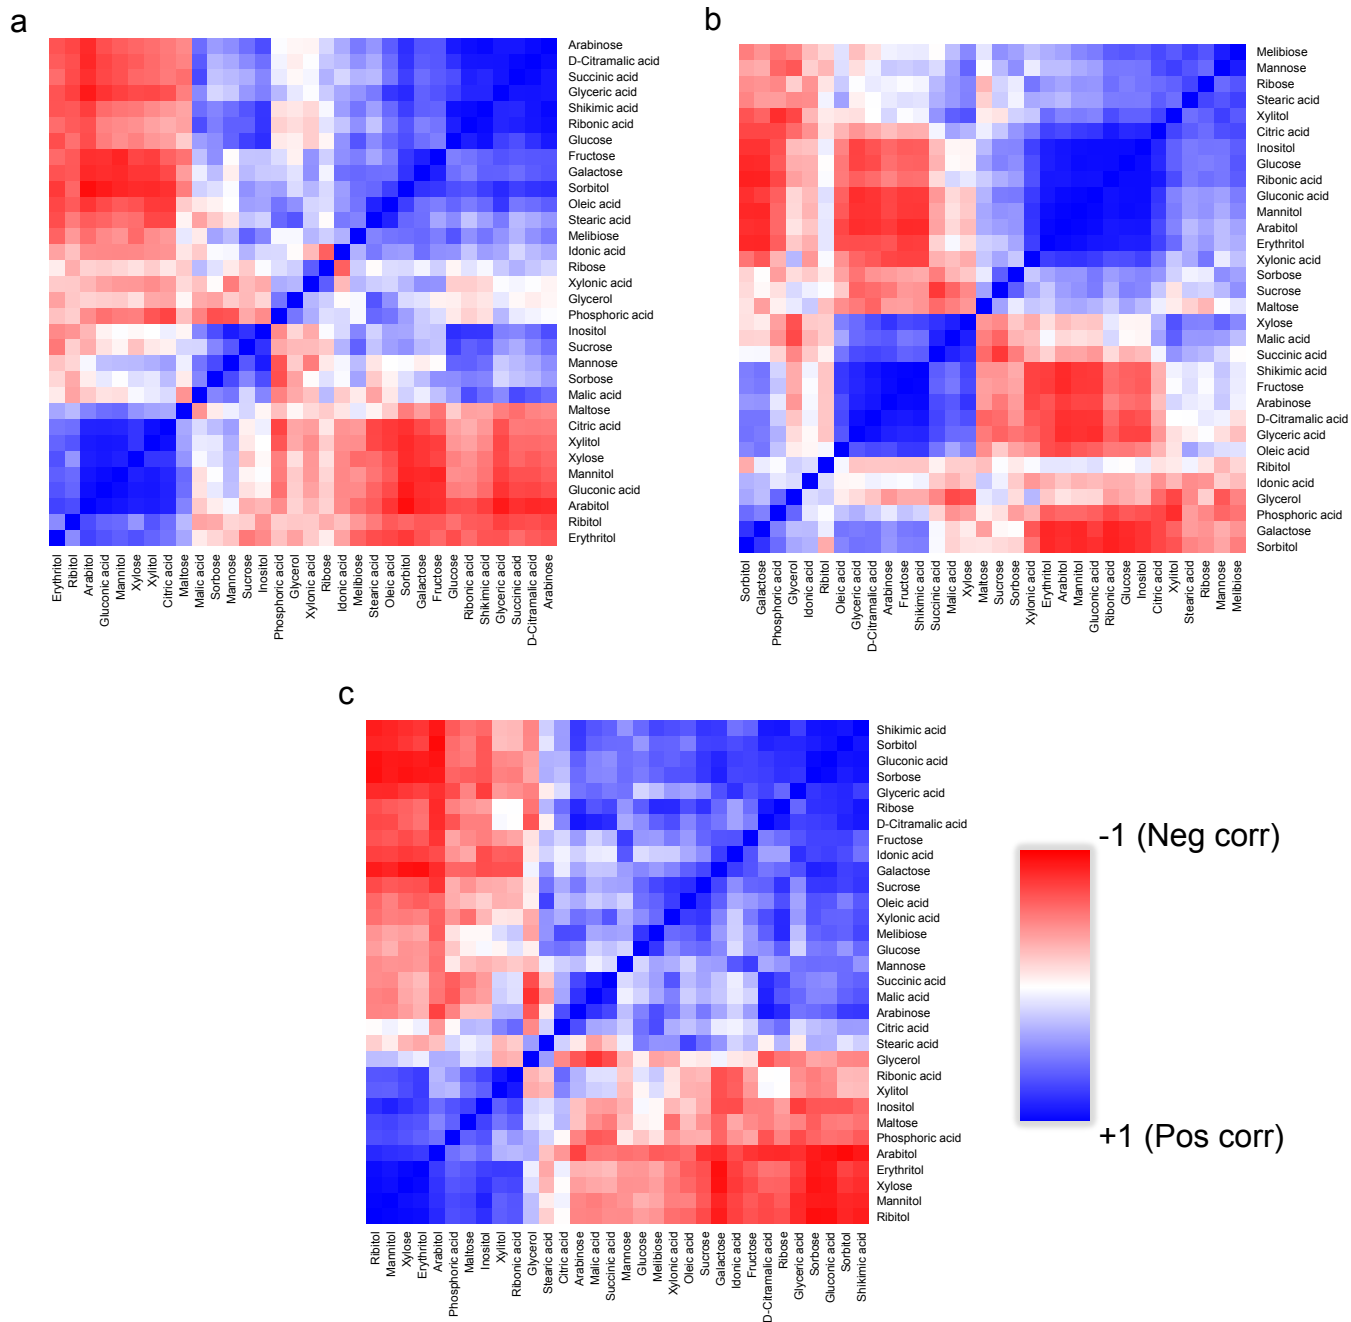 a
Arabinose
D-Citramalic acid
Succinic acid
Glyceric acid
Shikimic acid
Ribonic acid
Glucose
Fructose
Galactose
Sorbitol
Oleic acid
Stearic acid
Melibiose
Idonic acid
Ribose
Xylonic acid
Glycerol
Phosphoric acid
Inositol
Sucrose
Mannose
Sorbose
Malic acid
Maltose
Citric acid
Xylitol
Xylose
Mannitol
Gluconic acid
Arabitol
Ribitol
Erythritol
Erythritol
Ribitol
Arabitol
Gluconic acid
Mannitol
Xylose
Xylitol
Citric acid
Maltose
Malic acid
Sorbose
Mannose
Sucrose
Inositol
Phosphoric acid
Glycerol
Xylonic acid
Ribose
Idonic acid
Melibiose
Stearic acid
Oleic acid
Sorbitol
Galactose
Fructose
Glucose
Ribonic acid
Shikimic acid
Glyceric acid
Succinic acid
D-Citramalic acid
Arabinose
b
Melibiose
Mannose
Ribose
Stearic acid
Xylitol
Citric acid
Inositol
Glucose
Ribonic acid
Gluconic acid
Mannitol
Arabitol
Erythritol
Xylonic acid
Sorbose
Sucrose
Maltose
Xylose
Malic acid
Succinic acid
Shikimic acid
Fructose
Arabinose
D-Citramalic acid
Glyceric acid
Oleic acid
Ribitol
Idonic acid
Glycerol
Phosphoric acid
Galactose
Sorbitol
Sorbitol
Galactose
Phosphoric acid
Glycerol
Idonic acid
Ribitol
Oleic acid
Glyceric acid
D-Citramalic acid
Arabinose
Fructose
Shikimic acid
Succinic acid
Malic acid
Xylose
Maltose
Sucrose
Sorbose
Xylonic acid
Erythritol
Arabitol
Mannitol
Gluconic acid
Ribonic acid
Glucose
Inositol
Citric acid
Xylitol
Stearic acid
Ribose
Mannose
Melibiose
c
Shikimic acid
Sorbitol
Gluconic acid
Sorbose
Glyceric acid
Ribose
D-Citramalic acid
Fructose
Idonic acid
Galactose
Sucrose
Oleic acid
Xylonic acid
Melibiose
Glucose
Mannose
Succinic acid
Malic acid
Arabinose
Citric acid
Stearic acid
Glycerol
Ribonic acid
Xylitol
Inositol
Maltose
Phosphoric acid
Arabitol
Erythritol
Xylose
Mannitol
Ribitol
Ribitol
Mannitol
Xylose
Erythritol
Arabitol
Phosphoric acid
Maltose
Inositol
Xylitol
Ribonic acid
Glycerol
Stearic acid
Citric acid
Arabinose
Malic acid
Succinic acid
Mannose
Glucose
Melibiose
Xylonic acid
Oleic acid
Sucrose
Galactose
Idonic acid
Fructose
D-Citramalic acid
Ribose
Glyceric acid
Sorbose
Gluconic acid
Sorbitol
Shikimic acid
-1 (Neg corr)
+1 (Pos corr)